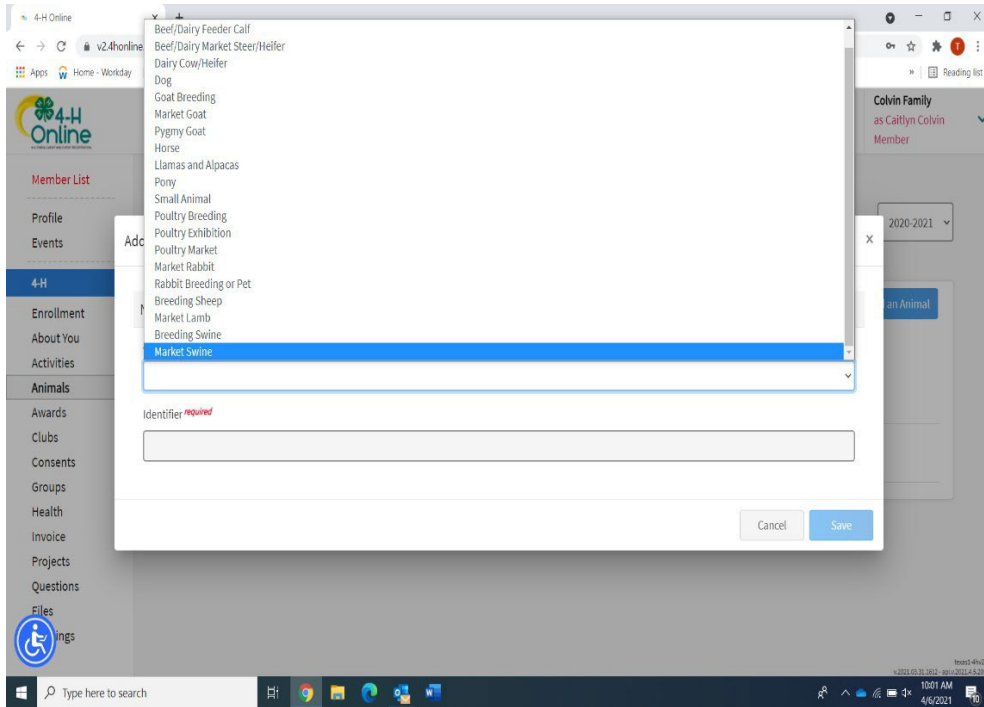 4-H Online
v2.4honline
Apps
Home - Workday
Reading list
4-H
Online
Colvin Family
as Caitlyn Colvin
Member
Member List
Profile
Events
4-H
Enrollment
About You
Activities
Animals
Awards
Clubs
Consents
Groups
Health
Invoice
Projects
Questions
Files
ings
2020-2021
an Animal
Add
x
Beef/Dairy Feeder Calf
Beef/Dairy Market Steer/Heifer
Dairy Cow/Heifer
Dog
Goat Breeding
Market Goat
Pygmy Goat
Horse
Llamas and Alpacas
Pony
Small Animal
Poultry Breeding
Poultry Exhibition
Poultry Market
Market Rabbit
Rabbit Breeding or Pet
Breeding Sheep
Market Lamb
Breeding Swine
Market Swine
Identifier required
Cancel
Save
Type here to search
10:01 AM
4/6/2021